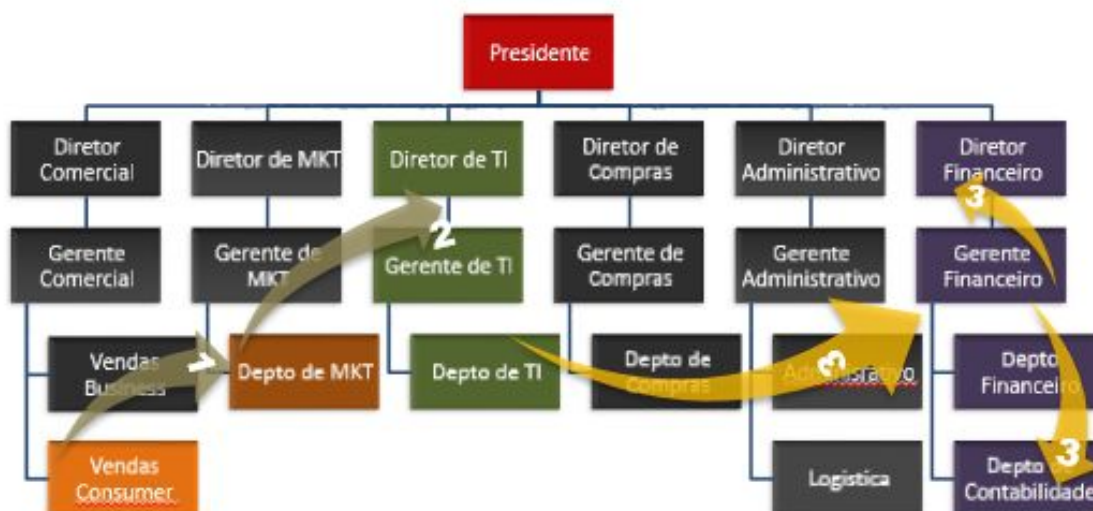 Presidente
Diretor
Comercial
Diretor de MKT
Diretor de TI
Diretor de
Compras
Diretor
Administrativo
Diretor
Financeiro
3
2
Gerente
Comercial
Gerente de
MKT
Gerente de TI
Gerente de
Compras
Gerente
Administrativo
Gerente
Financeiro
Vendas
Business
1
Depto de MKT
Depto de TI
Depto de
Compras
3
Depto
Financeiro
Vendas
Consumer
Logistica
3
Depto
Contabilidade